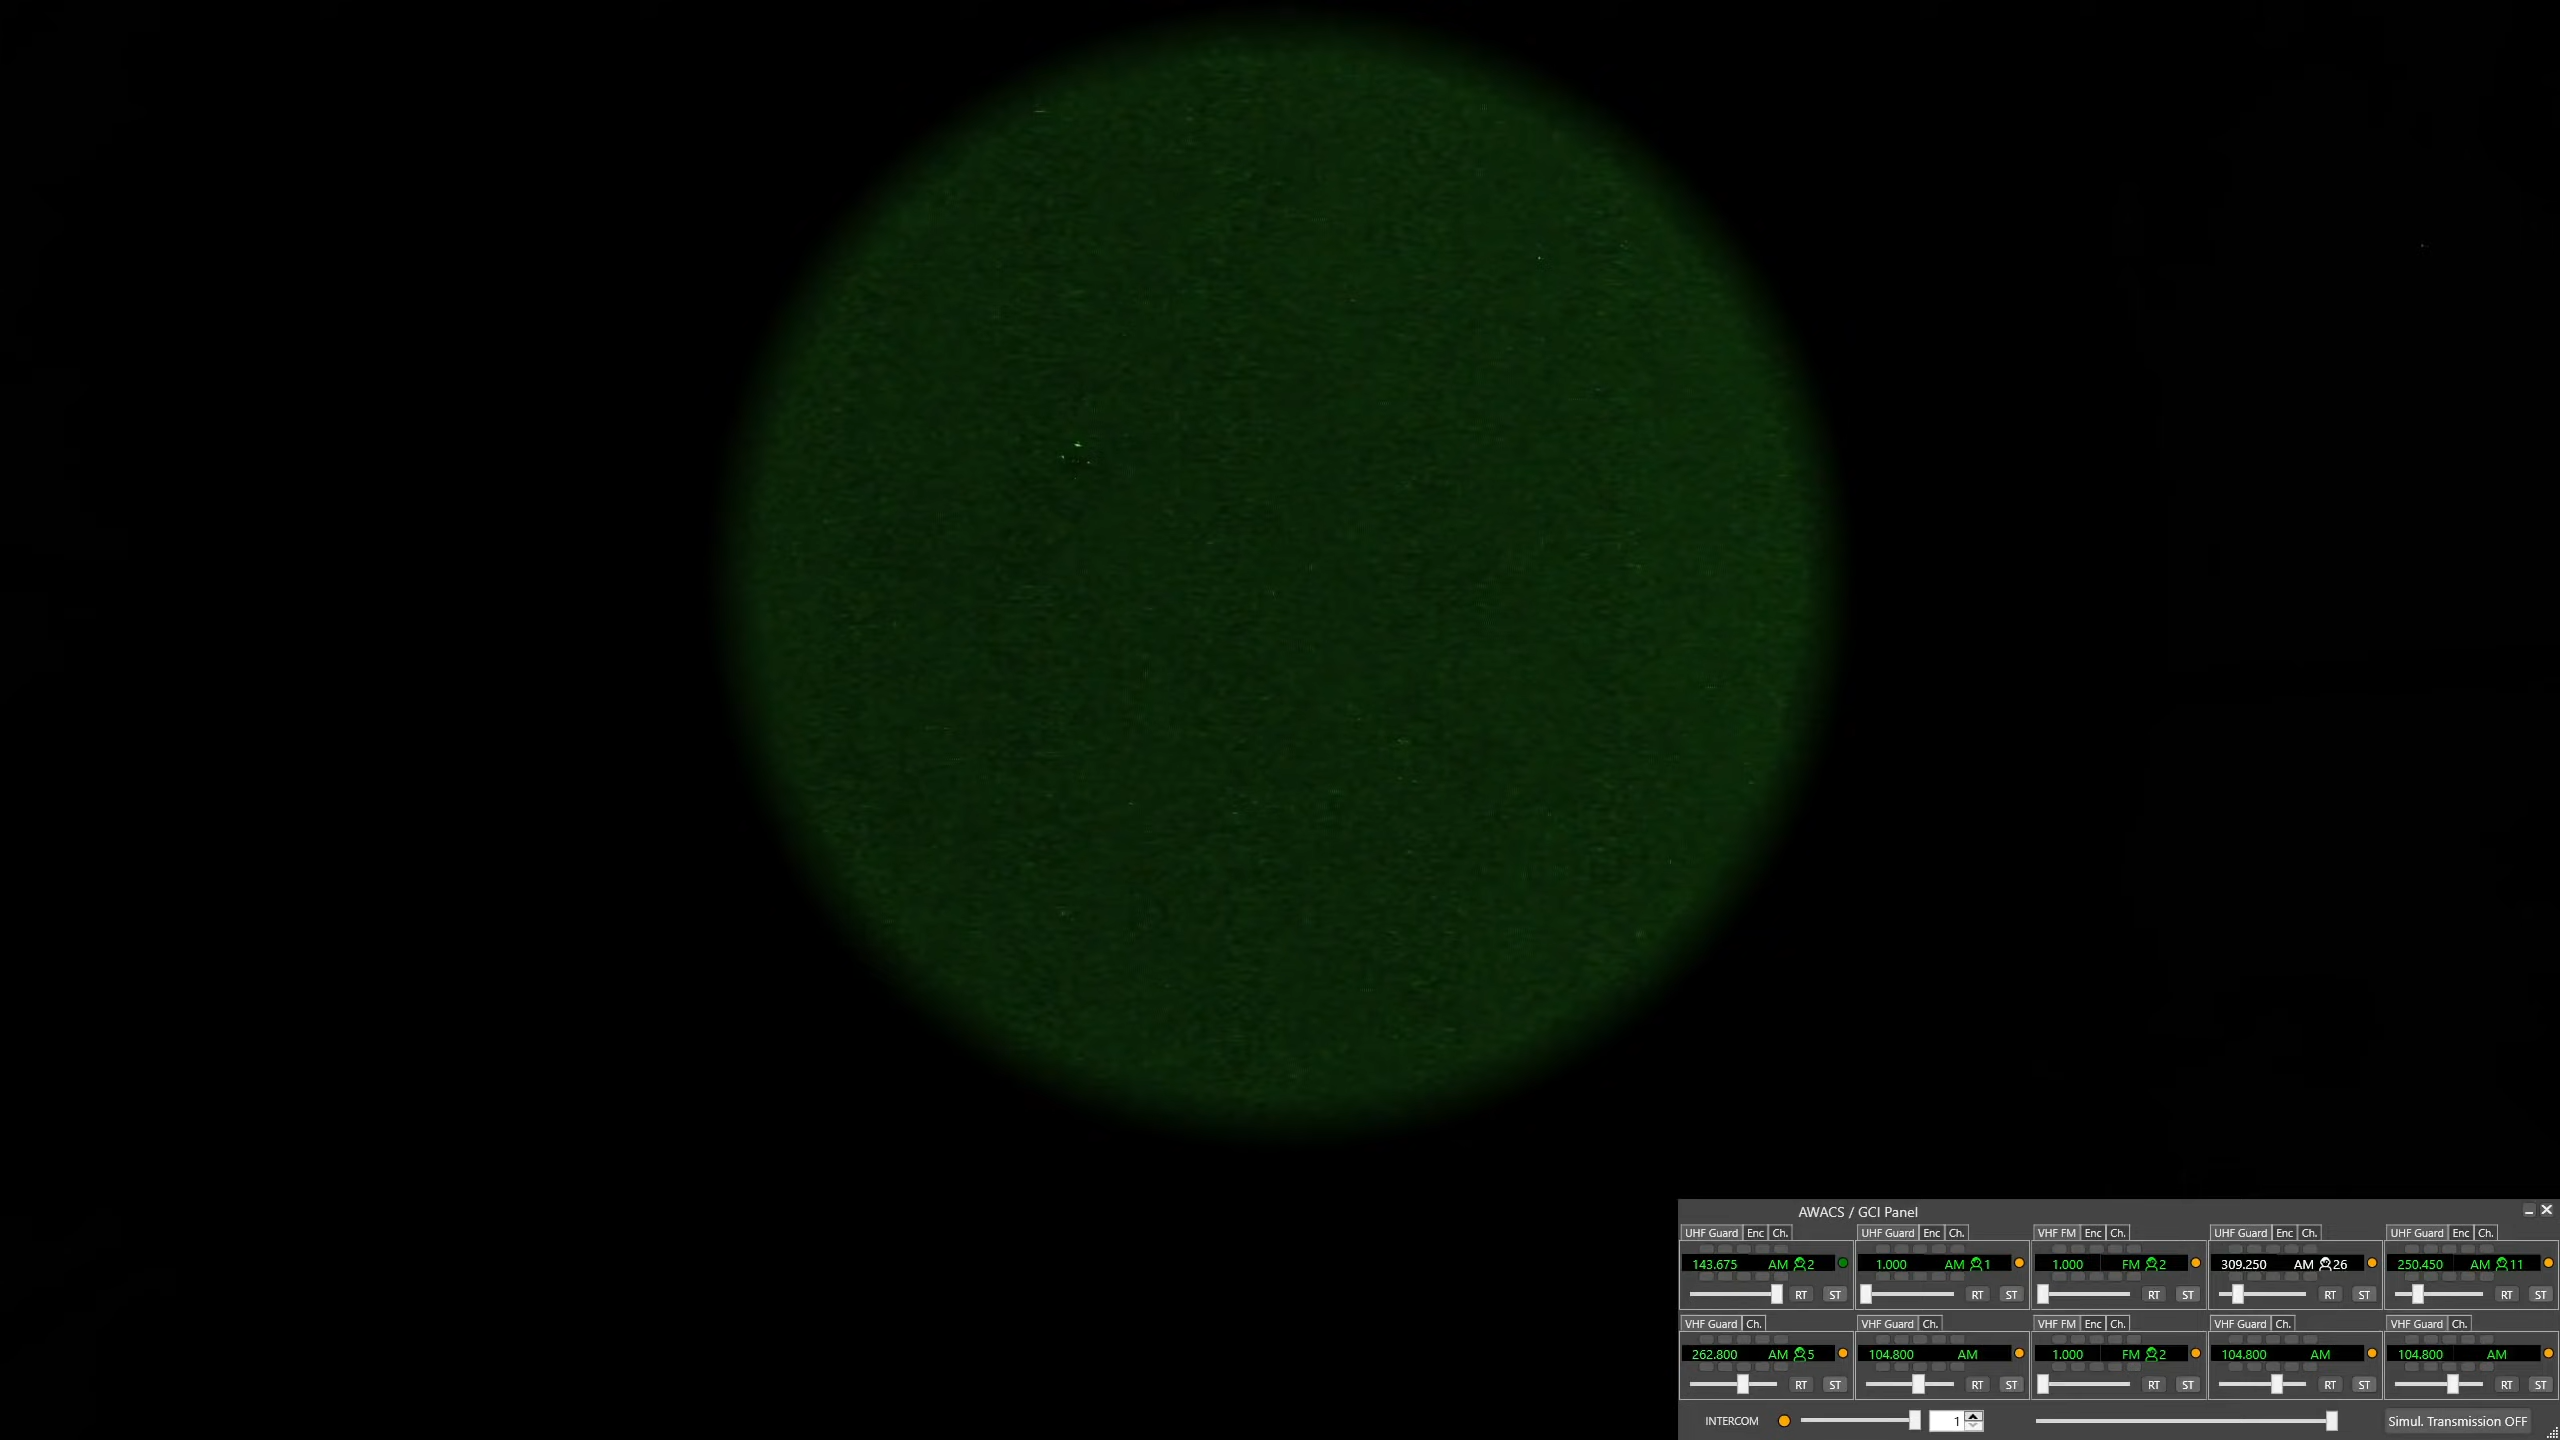 AWACS / GCI Panel
UHF Guard Enc Ch. UHF Guard Enc Ch. VHF FM Enc Ch. UHF Guard Enc Ch. UHF Guard Enc Ch.
143.675 AM 2 1.000 AM 1 1.000 FM 2 309.250 AM 26 250.450 AM 11
RT ST RT ST RT ST RT ST RT ST
VHF Guard Ch. VHF Guard Ch. VHF FM Enc Ch. VHF Guard Ch. VHF Guard Ch.
262.800 AM 5 104.800 AM 1.000 FM 2 104.800 AM 104.800 AM
RT ST RT ST RT ST RT ST RT ST
INTERCOM 1 Simul. Transmission OFF